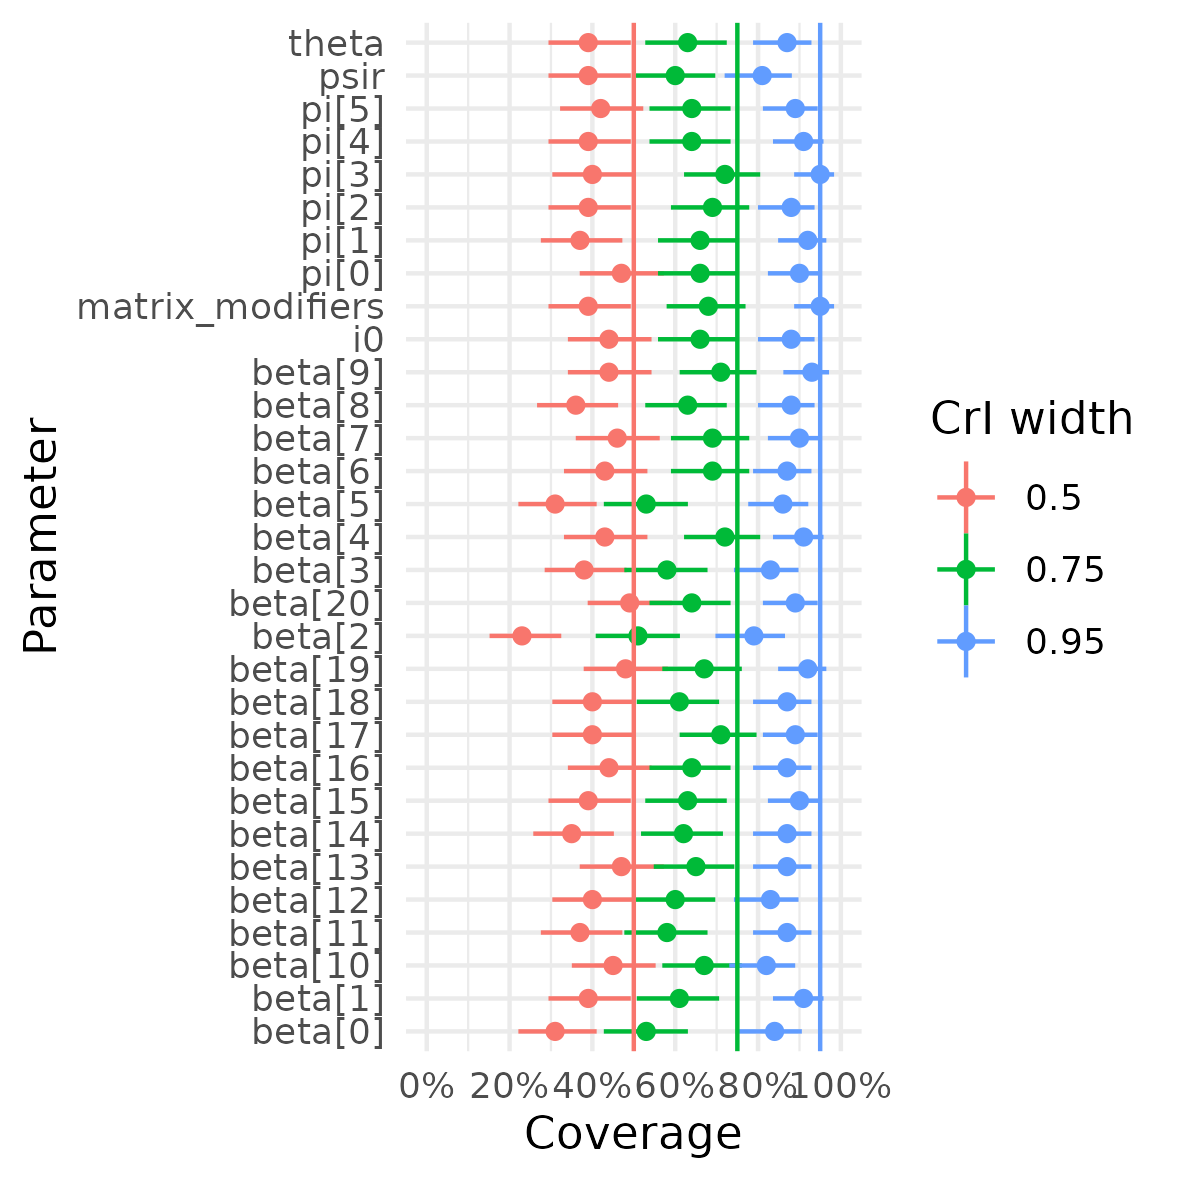 theta
psir
pi[5]
pi[4]
pi[3]
pi[2]
pi[1]
pi[0]
matrix_modifiers
i0
beta[9]
beta[8]
beta[7]
beta[6]
beta[5]
beta[4]
beta[3]
beta[20]
beta[2]
beta[19]
beta[18]
beta[17]
beta[16]
beta[15]
beta[14]
beta[13]
beta[12]
beta[11]
beta[10]
beta[1]
beta[0]
Parameter
0% 20% 40% 60% 80% 100%
Coverage
CrI width
0.5
0.75
0.95